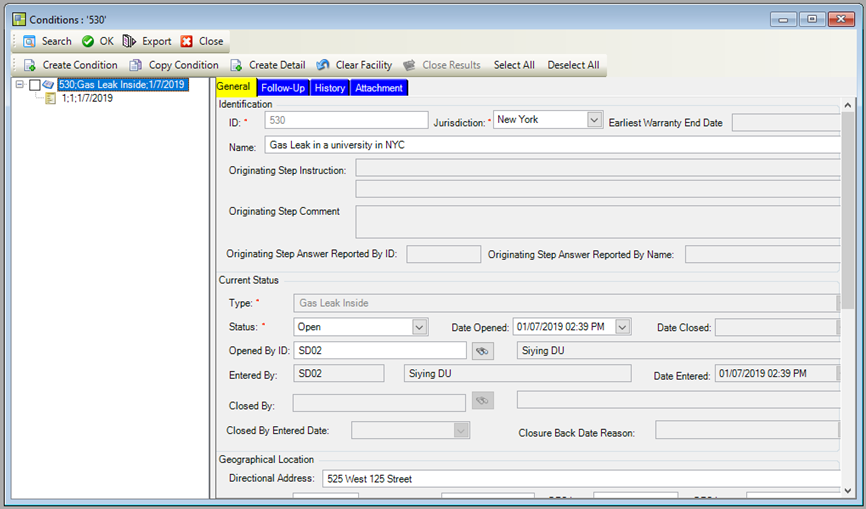 Conditions : '530'
Search OK Export Close
Create Condition Copy Condition Create Detail Clear Facility Close Results Select All Deselect All
530;Gas Leak Inside;1/7/2019
1;1;1/7/2019
General Follow-Up History Attachment
Identification
ID: * 530 Jurisdiction: * New York Earliest Warranty End Date
Name: Gas Leak in a university in NYC
Originating Step Instruction:
Originating Step Comment
Originating Step Answer Reported By ID: Originating Step Answer Reported By Name:
Current Status
Type: * Gas Leak Inside
Status: * Open Date Opened: 01/07/2019 02:39 PM Date Closed:
Opened By ID: SD02 Siying DU
Entered By: SD02 Siying DU Date Entered: 01/07/2019 02:39 PM
Closed By:
Closed By Entered Date: Closure Back Date Reason:
Geographical Location
Directional Address: 525 West 125 Street